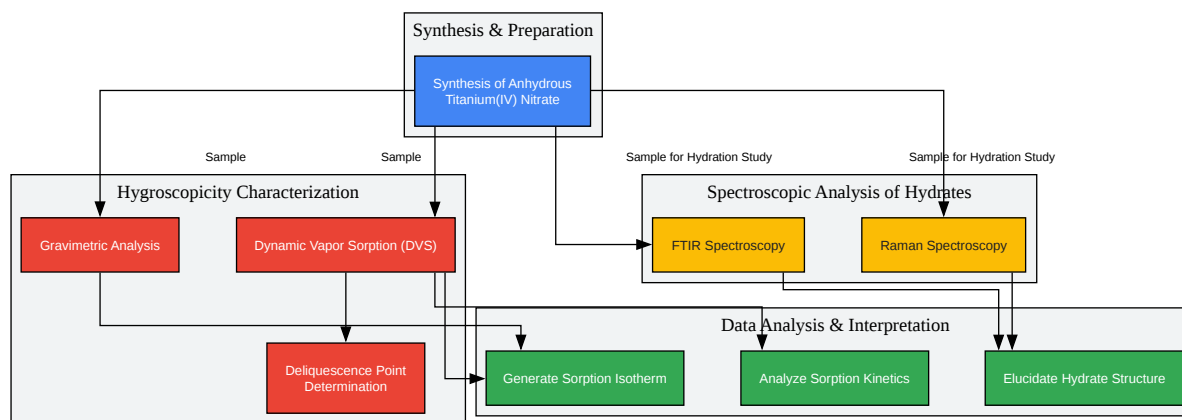 Synthesis & Preparation
Synthesis of Anhydrous
Titanium(IV) Nitrate
Sample
Sample
Sample for Hydration Study
Sample for Hydration Study
Hygroscopicity Characterization
Spectroscopic Analysis of Hydrates
Gravimetric Analysis
Dynamic Vapor Sorption (DVS)
FTIR Spectroscopy
Raman Spectroscopy
Data Analysis & Interpretation
Deliquescence Point
Determination
Generate Sorption Isotherm
Analyze Sorption Kinetics
Elucidate Hydrate Structure